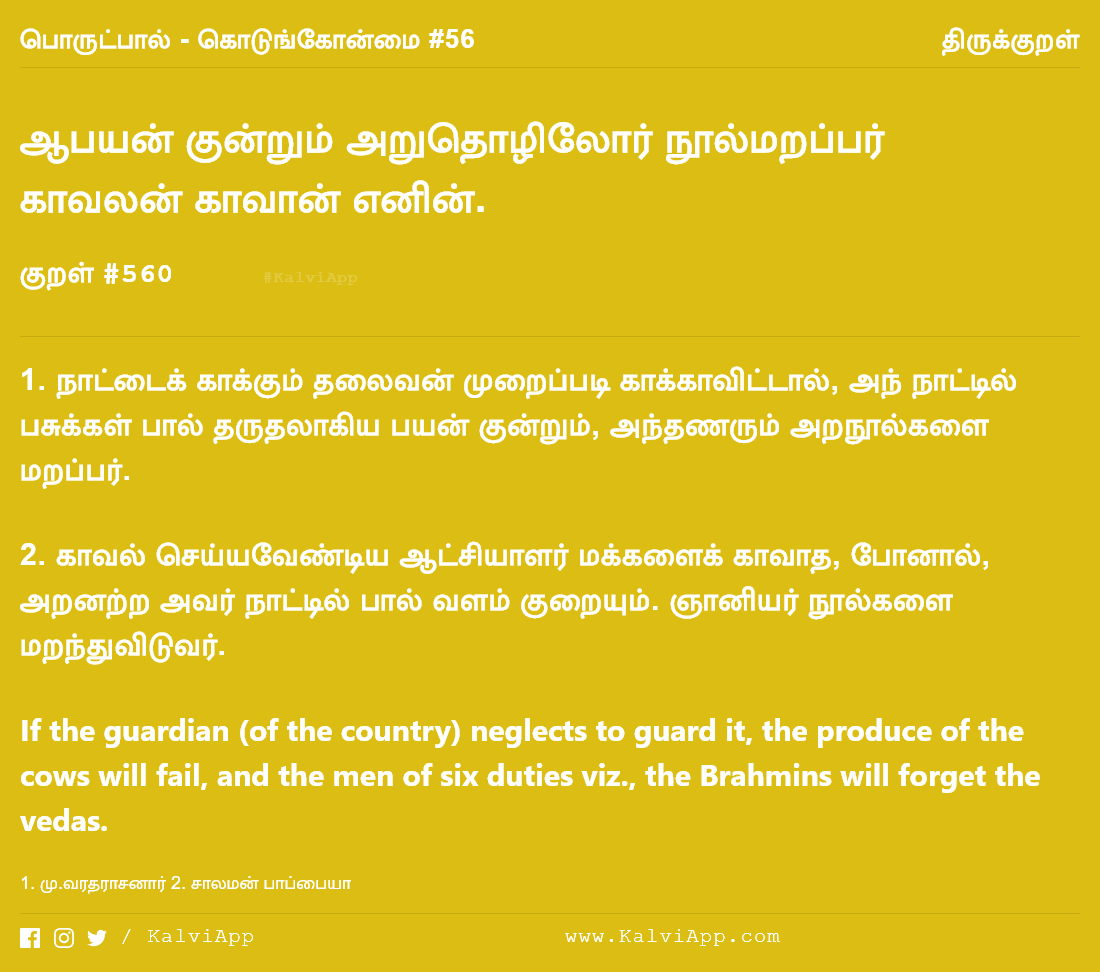 பொருட்பால் - கொடுங்கோன்மை #56
திருக்குறள்
ஆபயன் குன்றும் அறுதொழிலோர் நூல்மறப்பர்
காவலன் காவான் எனின்.
குறள் #560
#KalviApp
1. நாட்டைக் காக்கும் தலைவன் முறைப்படி காக்காவிட்டால், அந் நாட்டில்
பசுக்கள் பால் தருதலாகிய பயன் குன்றும், அந்தணரும் அறநூல்களை
மறப்பர்.
2. காவல் செய்யவேண்டிய ஆட்சியாளர் மக்களைக் காவாத, போனால்,
அறனற்ற அவர் நாட்டில் பால் வளம் குறையும். ஞானியர் நூல்களை
மறந்துவிடுவர்.
If the guardian (of the country) neglects to guard it, the produce of the
cows will fail, and the men of six duties viz., the Brahmins will forget the
vedas.
1. மு.வரதராசனார் 2. சாலமன் பாப்பையா
/ KalviApp
www.KalviApp.com